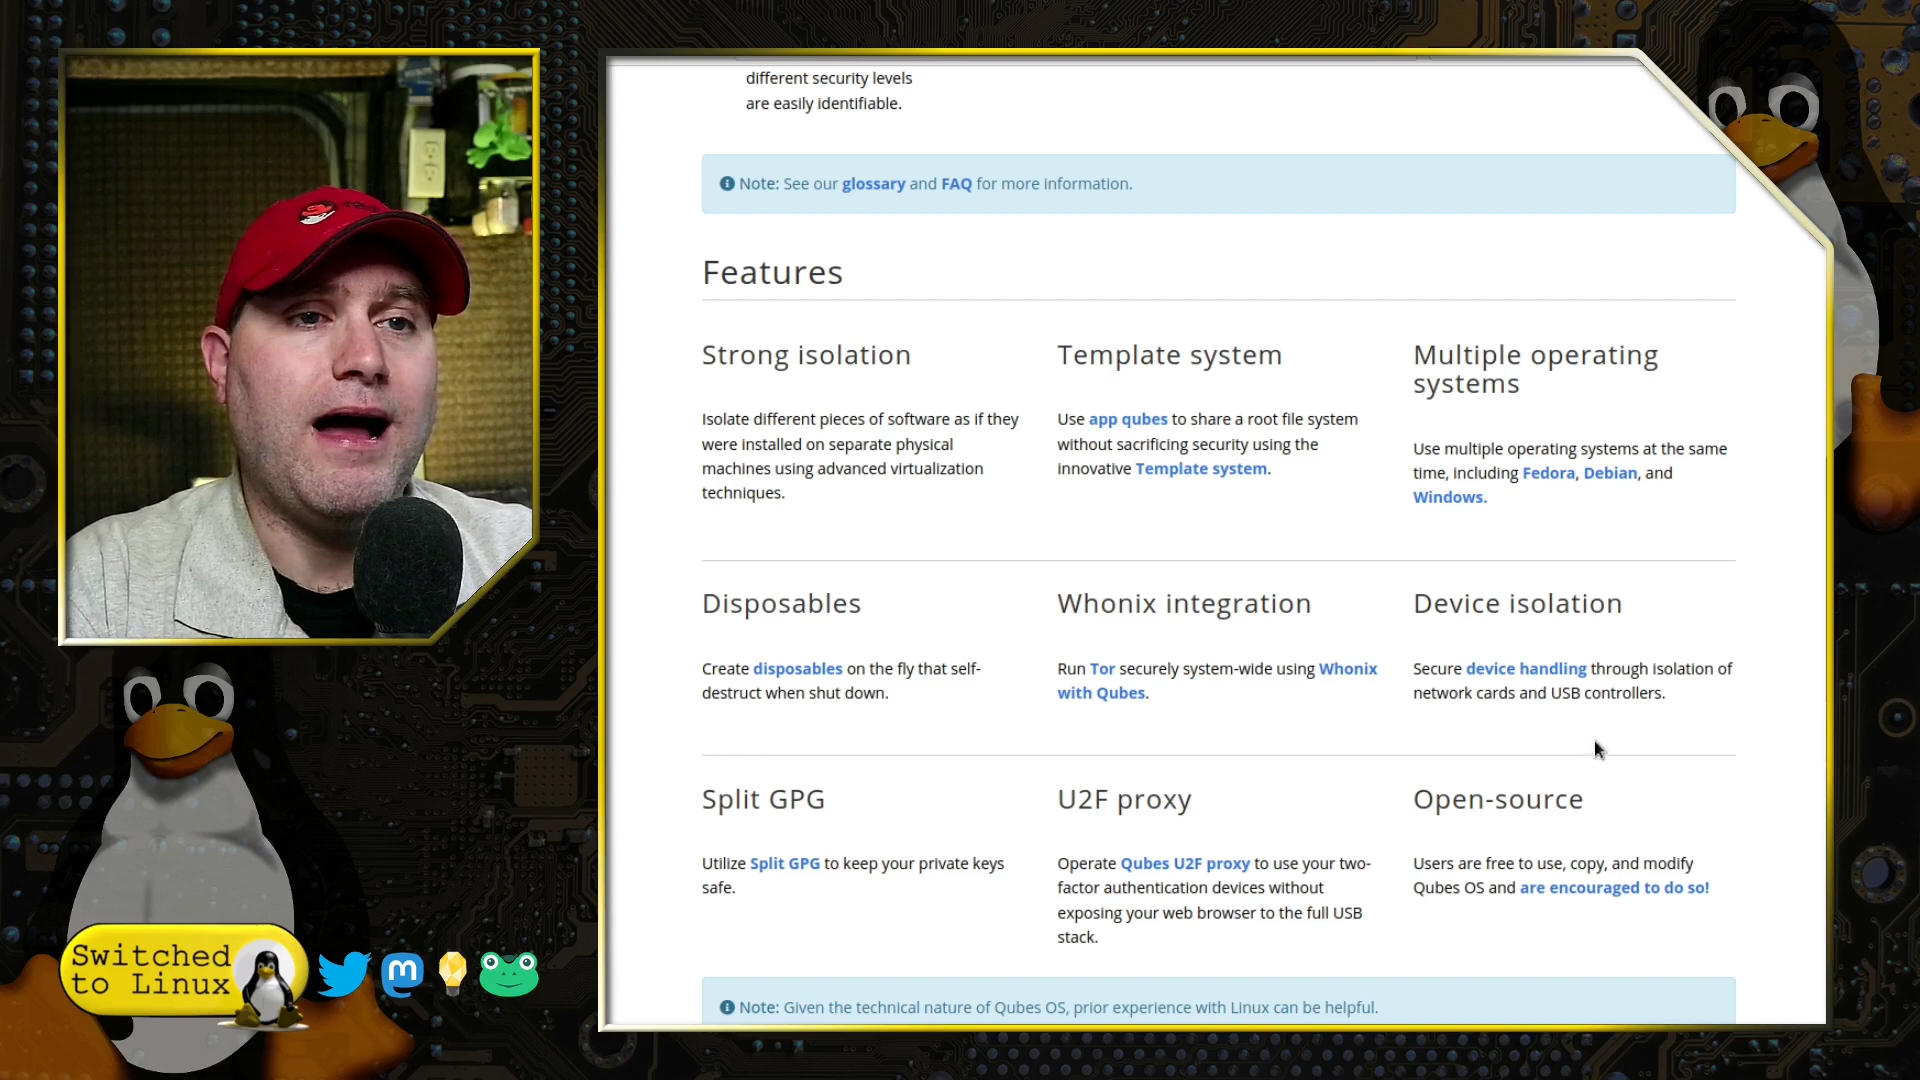 different security levels
are easily identifiable.
Note: See our glossary and FAQ for more information.
Features
Strong isolation
Isolate different pieces of software as if they
were installed on separate physical
machines using advanced virtualization
techniques.
Template system
Use app qubes to share a root file system
without sacrificing security using the
innovative Template system.
Multiple operating
systems
Use multiple operating systems at the same
time, including Fedora, Debian, and
Windows.
Disposables
Create disposables on the fly that self-
destruct when shut down.
Whonix integration
Run Tor securely system-wide using Whonix
with Qubes.
Device isolation
Secure device handling through isolation of
network cards and USB controllers.
Split GPG
Utilize Split GPG to keep your private keys
safe.
U2F proxy
Operate Qubes U2F proxy to use your two-
factor authentication devices without
exposing your web browser to the full USB
stack.
Open-source
Users are free to use, copy, and modify
Qubes OS and are encouraged to do so!
Note: Given the technical nature of Qubes OS, prior experience with Linux can be helpful.
Switched
to Linux